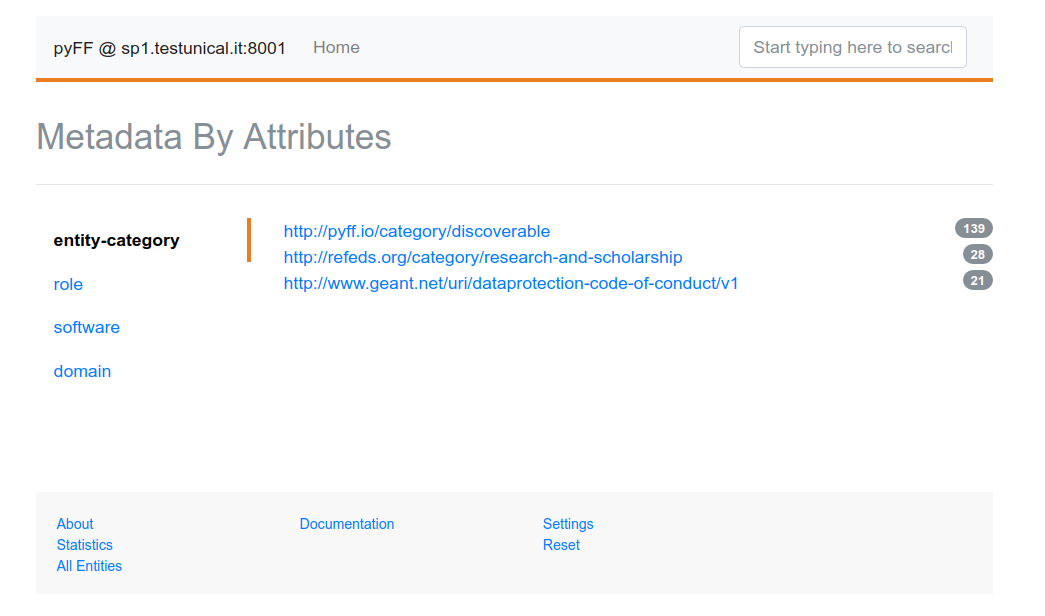 pyFF @ sp1.testunical.it:8001 Home Start typing here to searc
Metadata By Attributes
entity-category
role
software
domain
http://pyff.io/category/discoverable 139
http://refeds.org/category/research-and-scholarship 28
http://www.geant.net/uri/dataprotection-code-of-conduct/v1 21
About
Statistics
All Entities
Documentation
Settings
Reset